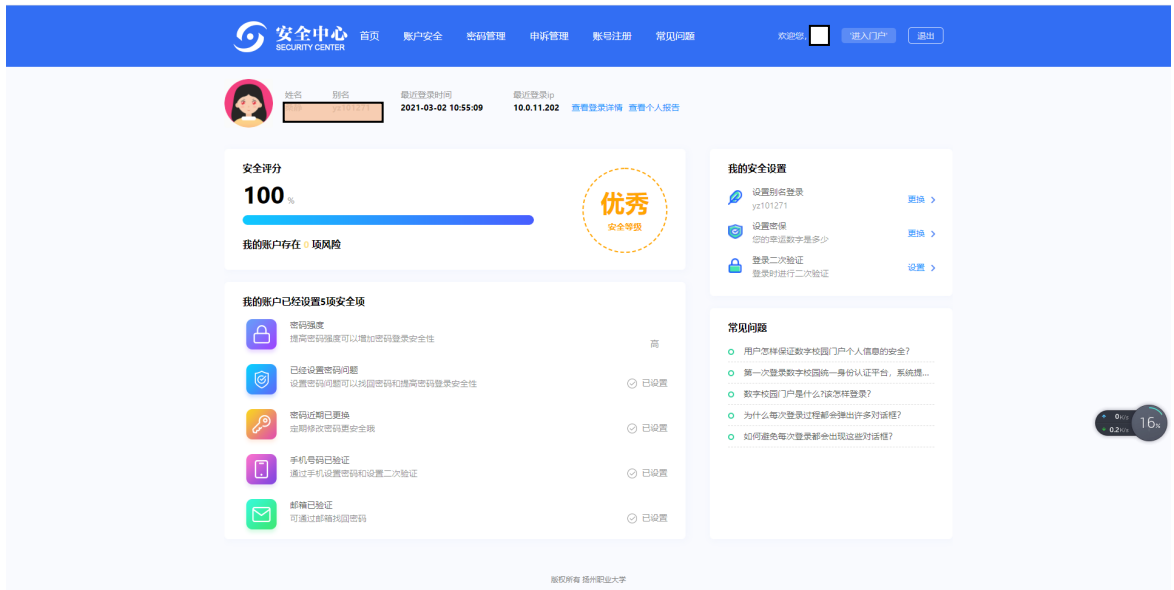 安全中心
SECURITY CENTER
首页 账户安全 密码管理 申诉管理 账号注册 常见问题
欢迎您, '进入门户' 退出
姓名 别名 最近登录时间 最近登录ip
2021-03-02 10:55:09 10.0.11.202 查看登录详情 查看个人报告
安全评分
100 %
优秀
安全等级
我的账户存在 0 项风险
我的账户已经设置5项安全项
密码强度
提高密码强度可以增加密码登录安全性
高
已经设置密码问题
设置密码问题可以找回密码和提高密码登录安全性
已设置
密码近期已更换
定期修改密码更安全哦
已设置
手机号码已验证
通过手机设置密码和设置二次验证
已设置
邮箱已验证
可通过邮箱找回密码
已设置
我的安全设置
设置别名登录
yz101271
更换 >
设置密保
您的幸运数字是多少
更换 >
登录二次验证
登录时进行二次验证
设置 >
常见问题
用户怎样保证数字校园门户个人信息的安全?
第一次登录数字校园统一身份认证平台，系统提...
数字校园门户是什么?该怎样登录?
为什么每次登录过程都会弹出许多对话框?
如何避免每次登录都会出现这些对话框?
0K/s
0.2K/s
16%
版权所有 扬州职业大学